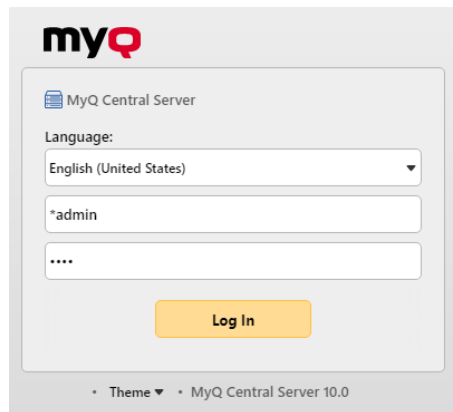 myQ
MyQ Central Server
Language:
English (United States)
*admin
••••
Log In
• Theme ▼ • MyQ Central Server 10.0